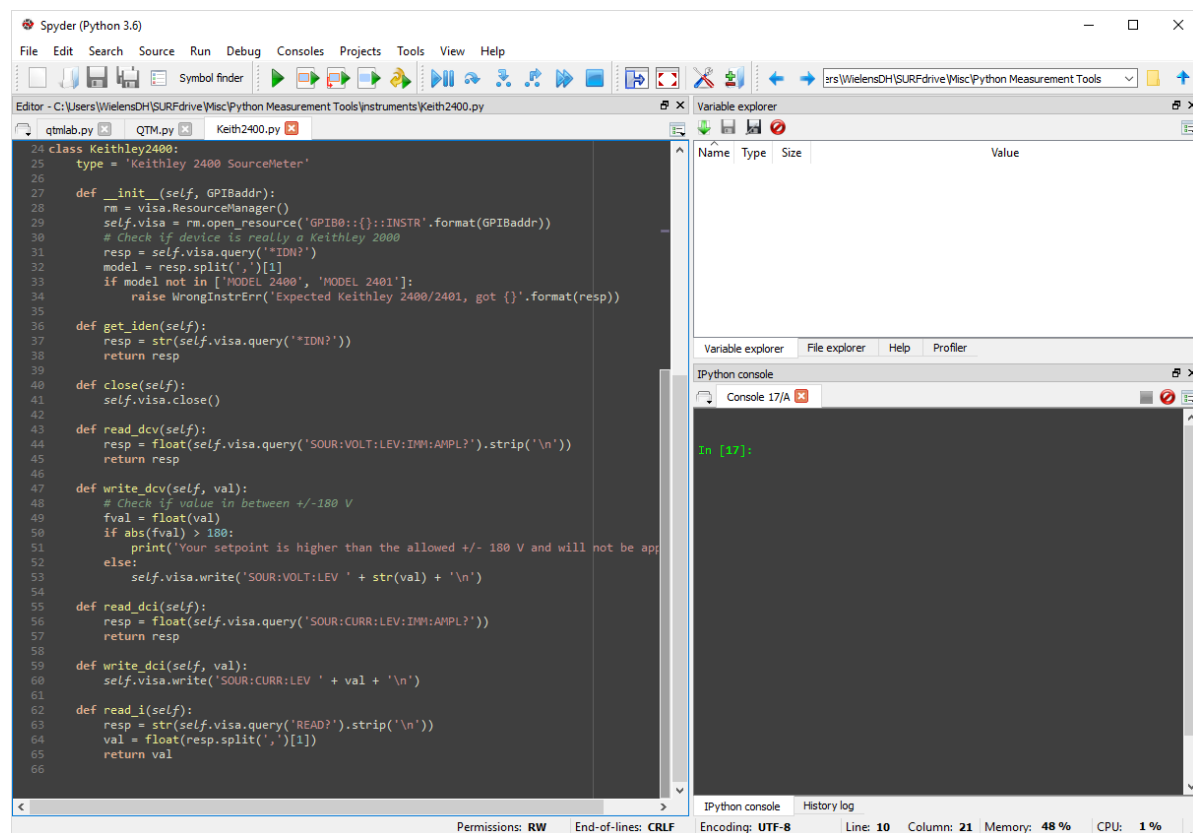 Spyder (Python 3.6)
File Edit Search Source Run Debug Consoles Projects Tools View Help
Symbol finder
ers\WielensDH\SURFdrive\Misc\Python Measurement Tools
Editor - C:\Users\WielensDH\SURFdrive\Misc\Python Measurement Tools\instruments\Keith2400.py
qtmlab.py QTM.py Keith2400.py
24 class Keithley2400:
25     type = 'Keithley 2400 SourceMeter'
26
27     def __init__(self, GPIBaddr):
28         rm = visa.ResourceManager()
29         self.visa = rm.open_resource('GPIB0::{}::INSTR'.format(GPIBaddr))
30         # Check if device is really a Keithley 2000
31         resp = self.visa.query('*IDN?')
32         model = resp.split(',')[1]
33         if model not in ['MODEL 2400', 'MODEL 2401']:
34             raise WrongInstrErr('Expected Keithley 2400/2401, got {}'.format(resp))
35
36     def get_iden(self):
37         resp = str(self.visa.query('*IDN?'))
38         return resp
39
40     def close(self):
41         self.visa.close()
42
43     def read_dcv(self):
44         resp = float(self.visa.query('SOUR:VOLT:LEV:IMM:AMPL?').strip('\n'))
45         return resp
46
47     def write_dcv(self, val):
48         # Check if value in between +/-180 V
49         fval = float(val)
50         if abs(fval) > 180:
51             print('Your setpoint is higher than the allowed +/- 180 V and will not be app
52         else:
53             self.visa.write('SOUR:VOLT:LEV ' + str(val) + '\n')
54
55     def read_dci(self):
56         resp = float(self.visa.query('SOUR:CURR:LEV:IMM:AMPL?'))
57         return resp
58
59     def write_dci(self, val):
60         self.visa.write('SOUR:CURR:LEV ' + val + '\n')
61
62     def read_i(self):
63         resp = str(self.visa.query('READ?').strip('\n'))
64         val = float(resp.split(',')[1])
65         return val
66
Variable explorer
Name Type Size Value
Variable explorer File explorer Help Profiler
IPython console
Console 17/A
In [17]:
IPython console History log
Permissions: RW End-of-lines: CRLF Encoding: UTF-8 Line: 10 Column: 21 Memory: 48 % CPU: 1 %